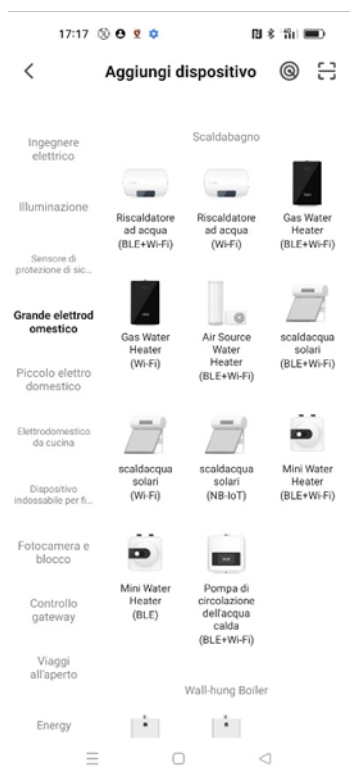 17:17
Aggiungi dispositivo
Ingegnere
elettrico
Illuminazione
Sensore di
protezione di sic...
Grande elettrod
omestico
Piccolo elettro
domestico
Elettrodomestico
da cucina
Dispositivo
indossabile per fi...
Fotocamera e
blocco
Controllo
gateway
Viaggi
all'aperto
Energy
Scaldabagno
Riscaldatore
ad acqua
(BLE+Wi-Fi)
Riscaldatore
ad acqua
(Wi-Fi)
Gas Water
Heater
(BLE+Wi-Fi)
Gas Water
Heater
(Wi-Fi)
Air Source
Water
Heater
(BLE+Wi-Fi)
scaldacqua
solari
(BLE+Wi-Fi)
scaldacqua
solari
(Wi-Fi)
scaldacqua
solari
(NB-IoT)
Mini Water
Heater
(BLE+Wi-Fi)
Mini Water
Heater
(BLE)
Pompa di
circolazione
dell'acqua
calda
(BLE+Wi-Fi)
Wall-hung Boiler